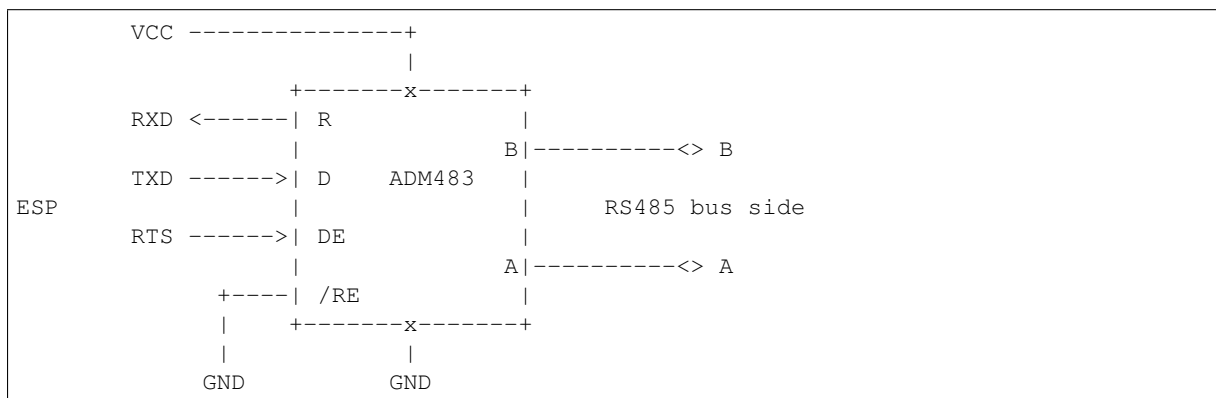 VCC ---------------+
|
+-------x-------+
RXD <------| R |
| B|----------<> B
TXD ------>| D ADM483 |
ESP | | RS485 bus side
RTS ------>| DE |
| A|----------<> A
+----| /RE |
| +-------x-------+
| |
GND GND